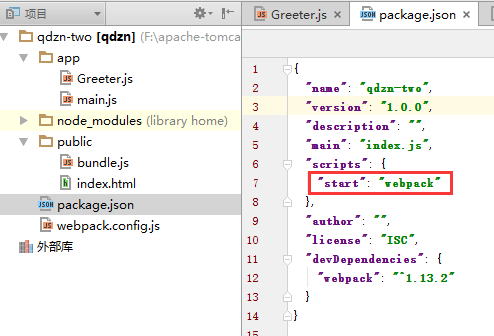 项目
qdzn-two [qdzn] (F:\apache-tomca
app
Greeter.js
main.js
node_modules (library home)
public
bundle.js
index.html
package.json
webpack.config.js
外部库
Greeter.js
package.json
1 {
2 "name": "qdzn-two",
3 "version": "1.0.0",
4 "description": "",
5 "main": "index.js",
6 "scripts": {
7 "start": "webpack"
8 },
9 "author": "",
10 "license": "ISC",
11 "devDependencies": {
12 "webpack": "^1.13.2"
13 }
14 }